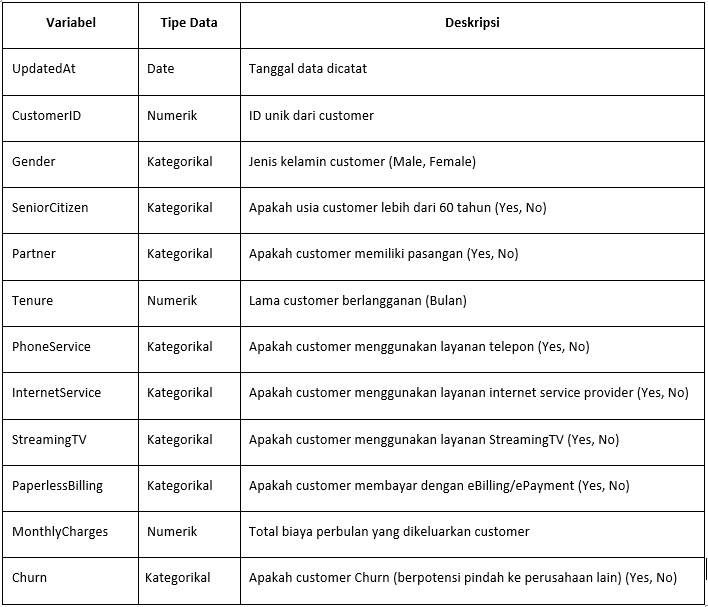 Variabel Tipe Data Deskripsi
UpdatedAt Date Tanggal data dicatat
CustomerID Numerik ID unik dari customer
Gender Kategorikal Jenis kelamin customer (Male, Female)
SeniorCitizen Kategorikal Apakah usia customer lebih dari 60 tahun (Yes, No)
Partner Kategorikal Apakah customer memiliki pasangan (Yes, No)
Tenure Numerik Lama customer berlangganan (Bulan)
PhoneService Kategorikal Apakah customer menggunakan layanan telepon (Yes, No)
InternetService Kategorikal Apakah customer menggunakan layanan internet service provider (Yes, No)
StreamingTV Kategorikal Apakah customer menggunakan layanan StreamingTV (Yes, No)
PaperlessBilling Kategorikal Apakah customer membayar dengan eBilling/ePayment (Yes, No)
MonthlyCharges Numerik Total biaya perbulan yang dikeluarkan customer
Churn Kategorikal Apakah customer Churn (berpotensi pindah ke perusahaan lain) (Yes, No)